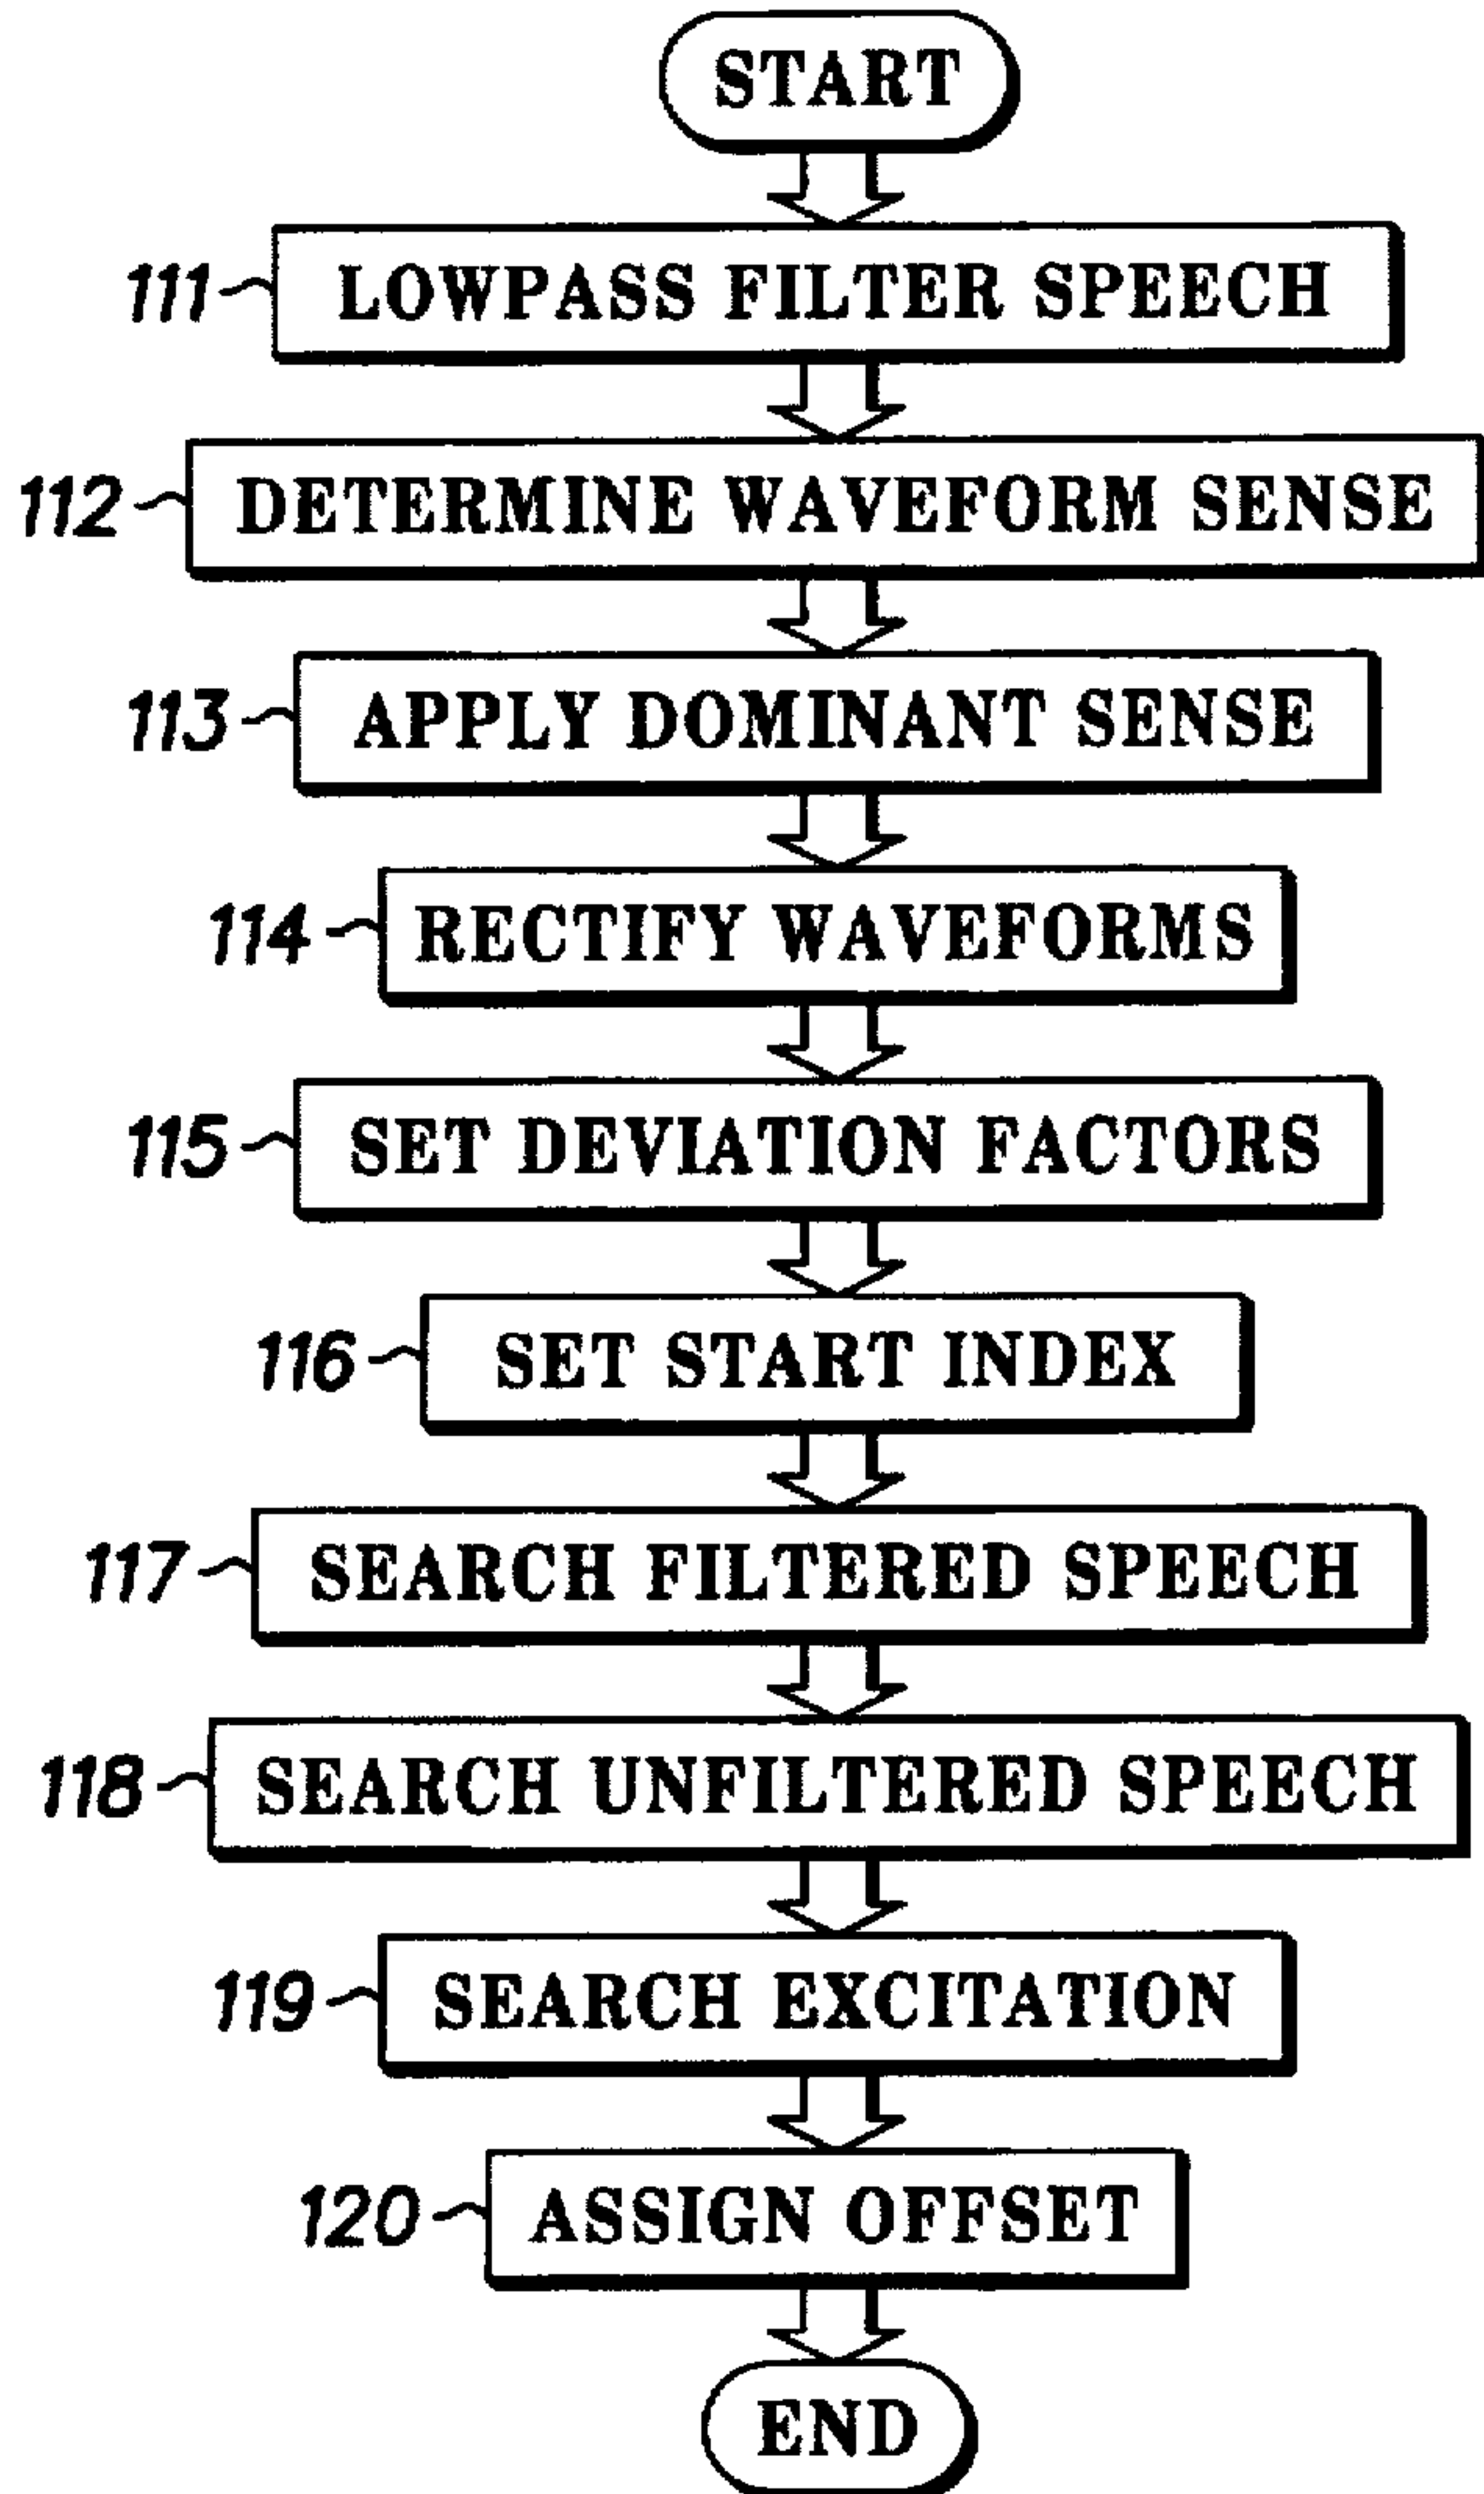 START
111 LOWPASS FILTER SPEECH
112 DETERMINE WAVEFORM SENSE
113 APPLY DOMINANT SENSE
114 RECTIFY WAVEFORMS
115 SET DEVIATION FACTORS
116 SET START INDEX
117 SEARCH FILTERED SPEECH
118 SEARCH UNFILTERED SPEECH
119 SEARCH EXCITATION
120 ASSIGN OFFSET
END